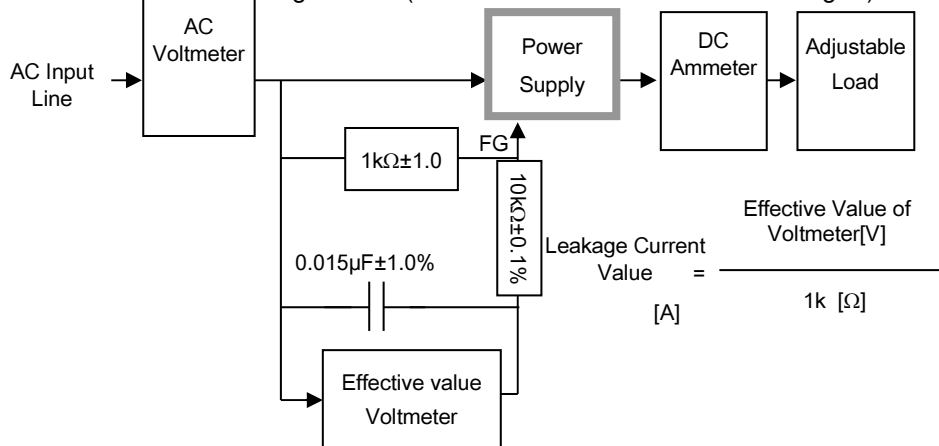 AC
Voltmeter
Power
Supply
DC
Ammeter
Adjustable
Load
AC Input
Line
FG
1kΩ±1.0
10kΩ±0.1%
0.015µF±1.0%
Effective value
Voltmeter
Leakage Current
Value =
[A]
Effective Value of
Voltmeter[V]
1k [Ω]